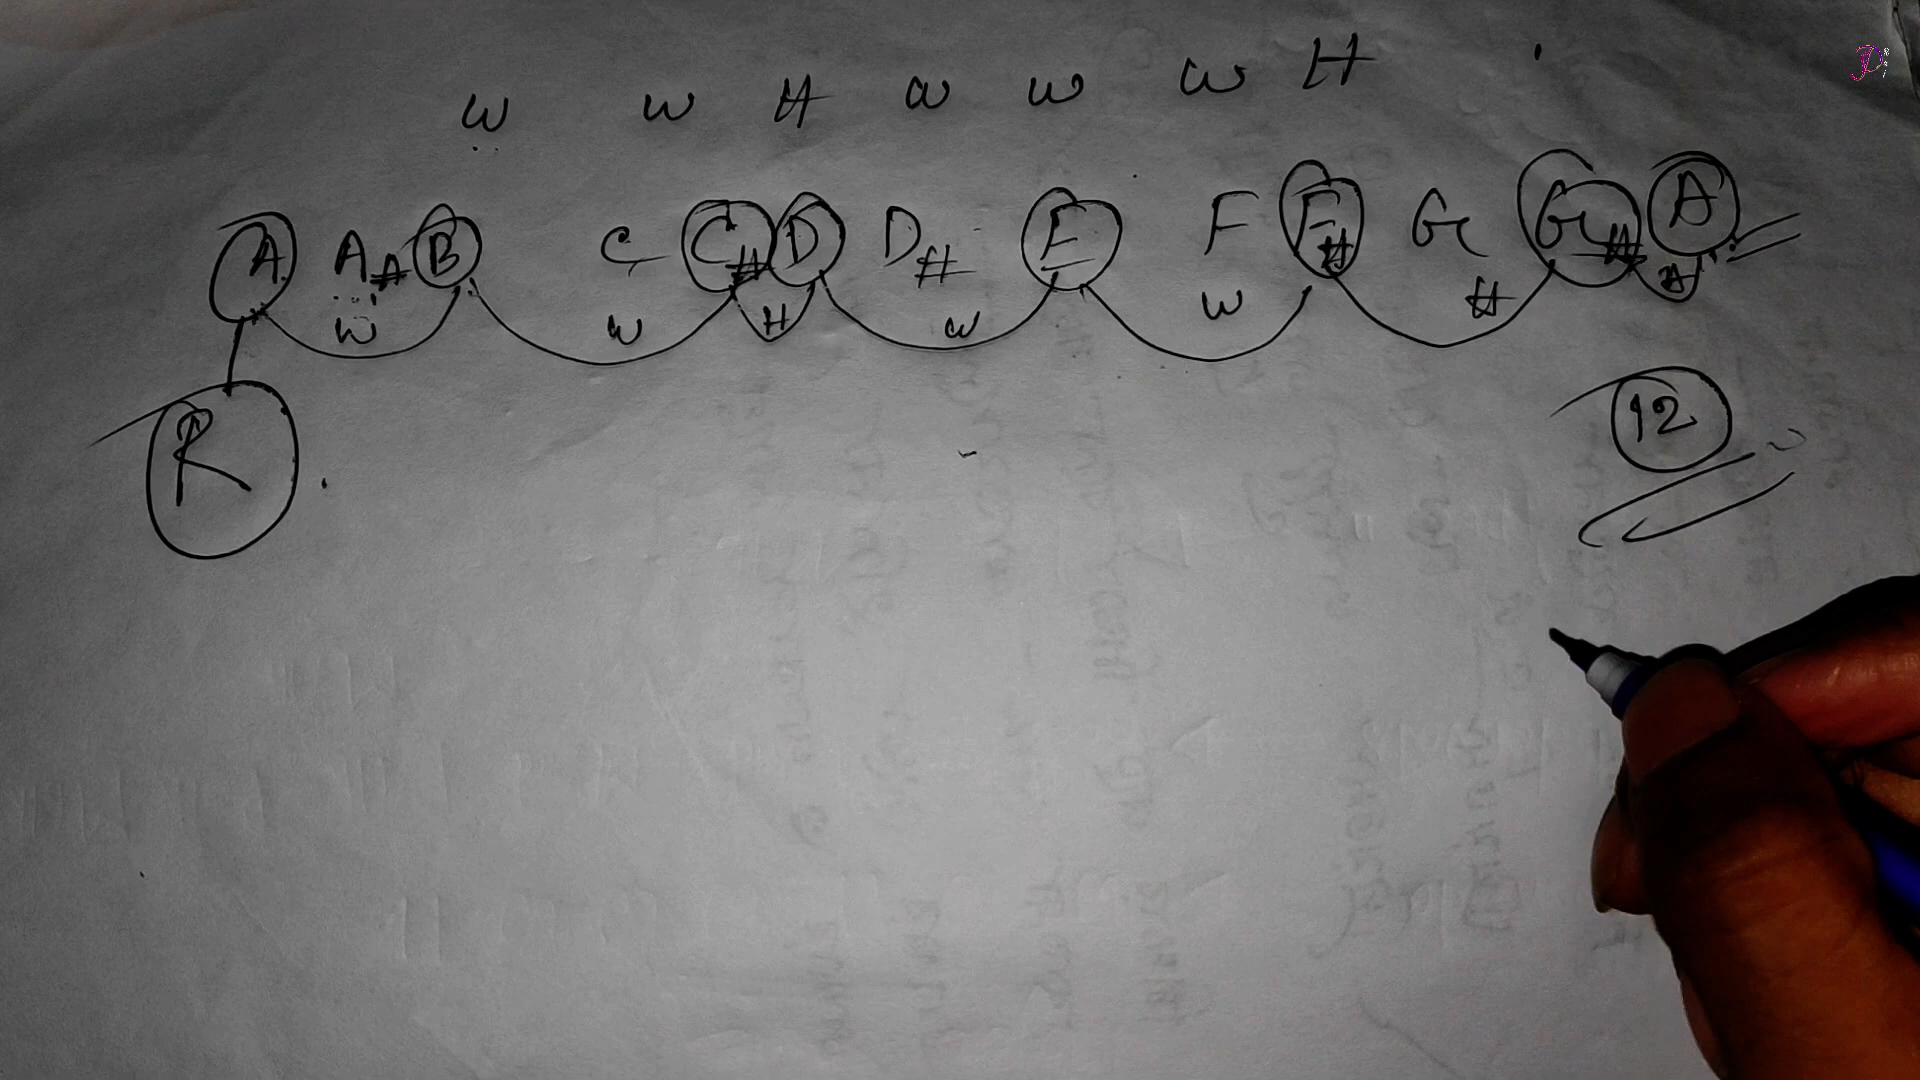 W W H W W W H
A A# B C C# D D# E F F# G G# A
W W H W W H H
R
12